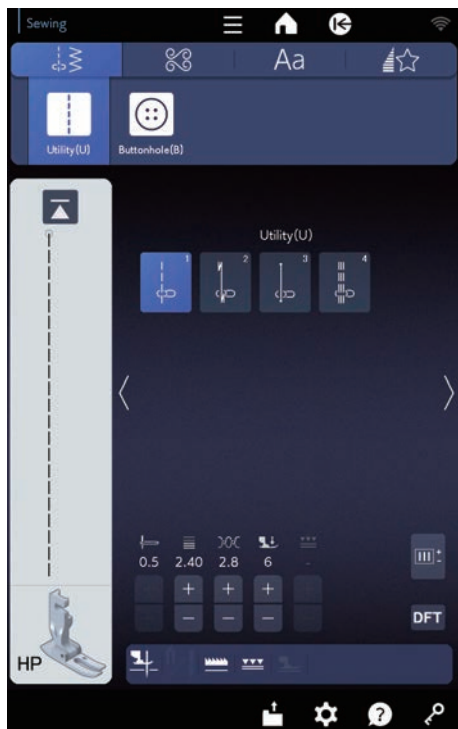 Sewing
Aa
Utility(U) Buttonhole(B)
Utility(U)
1 2 3 4
0.5 2.40 2.8 6 -
+ + +
- - -
DFT
HP
?